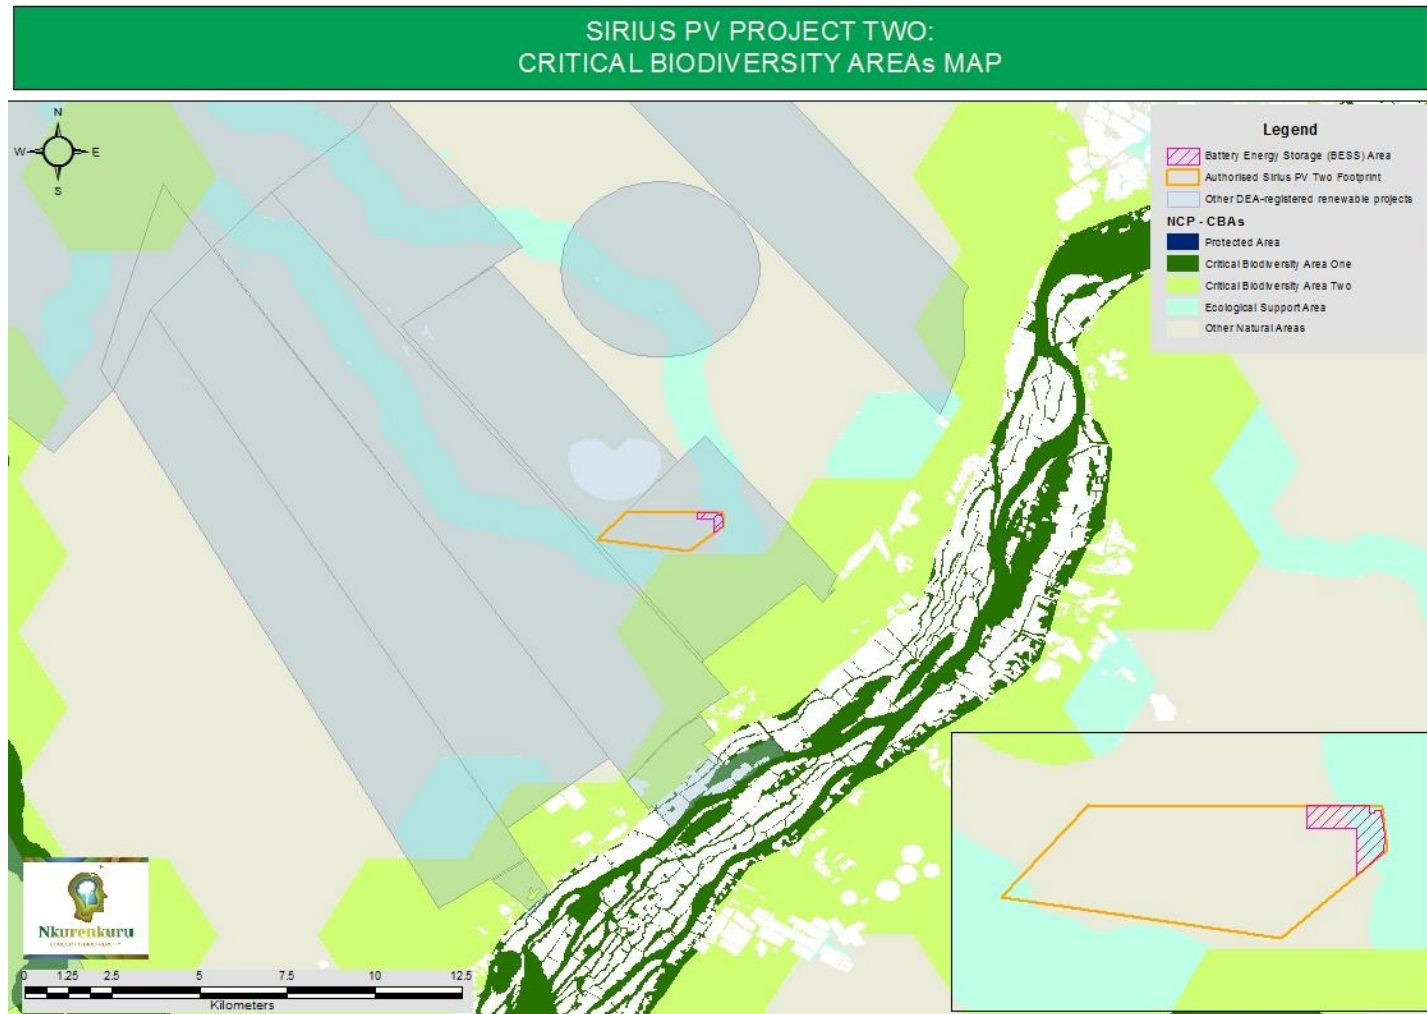 SIRIUS PV PROJECT TWO:
CRITICAL BIODIVERSITY AREAs MAP
N
W
E
S
Legend
Battery Energy Storage (BESS) Area
Authorised Sirius PV Two Footprint
Other DEA-registered renewable projects
NCP - CBAs
Protected Area
Critical Biodiversity Area One
Critical Biodiversity Area Two
Ecological Support Area
Other Natural Areas
Nkurenkuru
0 1.25 2.5 5 7.5 10 12.5
Kilometers